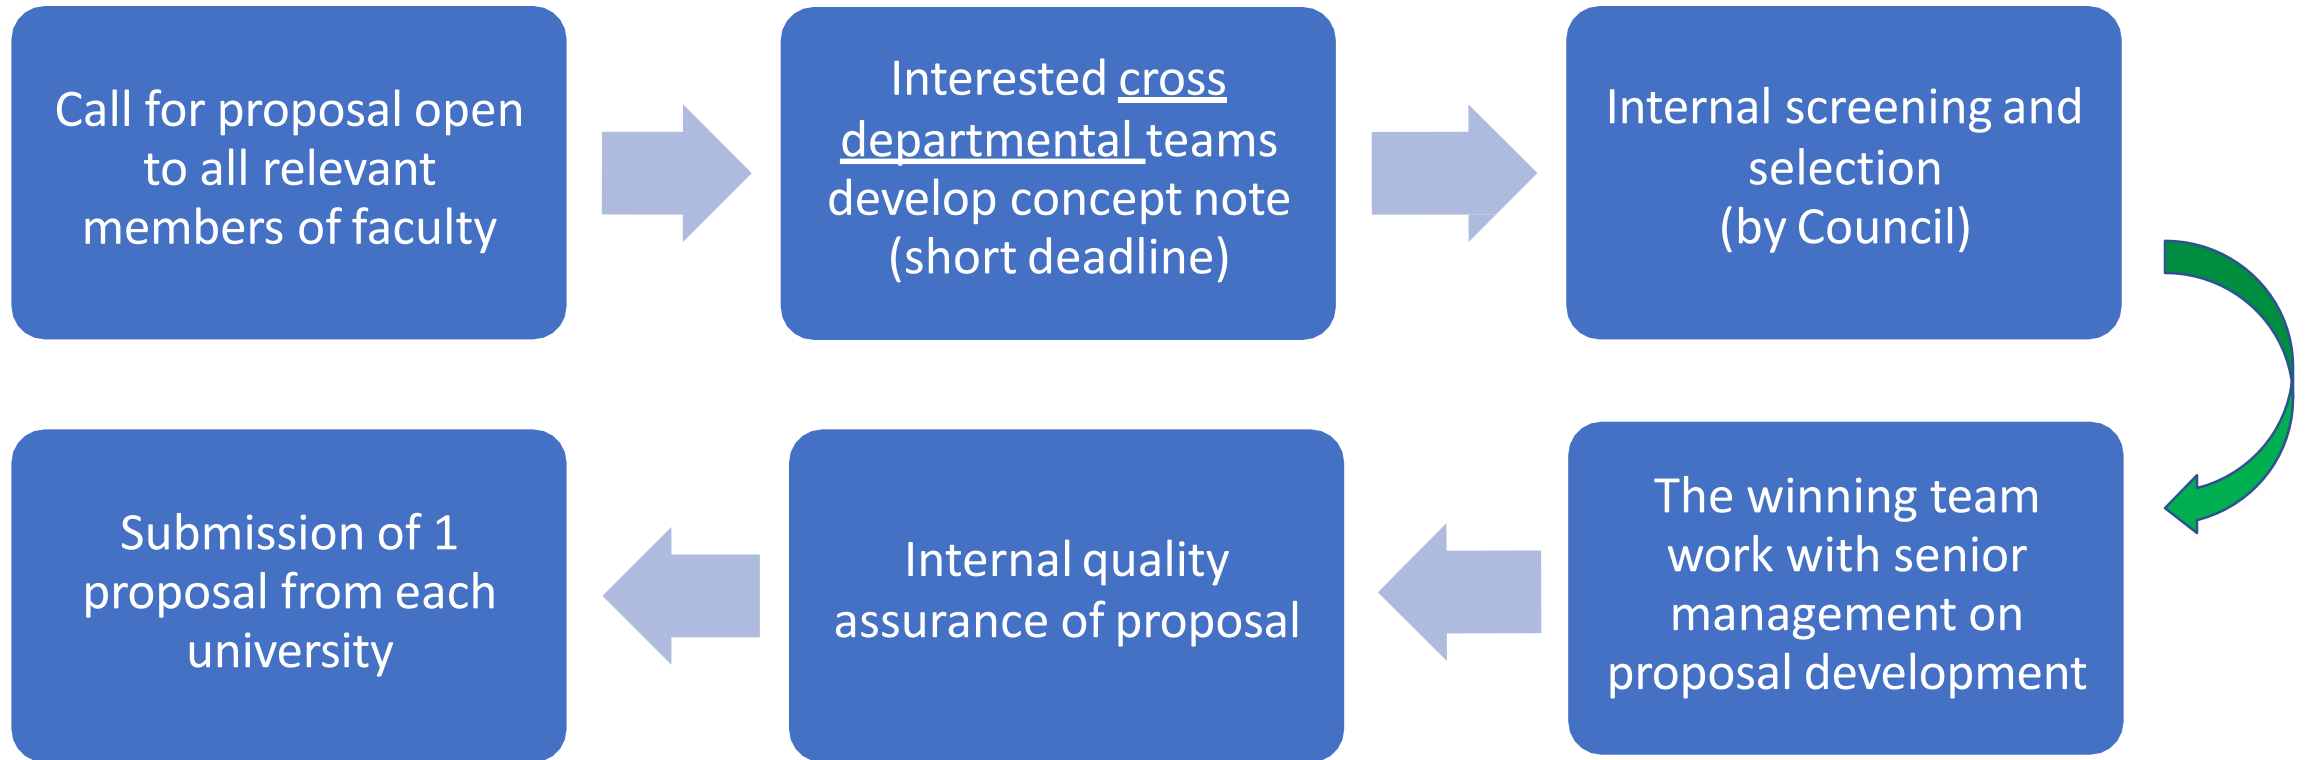 Call for proposal open
to all relevant
members of faculty
Interested cross
departmental teams
develop concept note
(short deadline)
Internal screening and
selection
(by Council)
The winning team
work with senior
management on
proposal development
Internal quality
assurance of proposal
Submission of 1
proposal from each
university